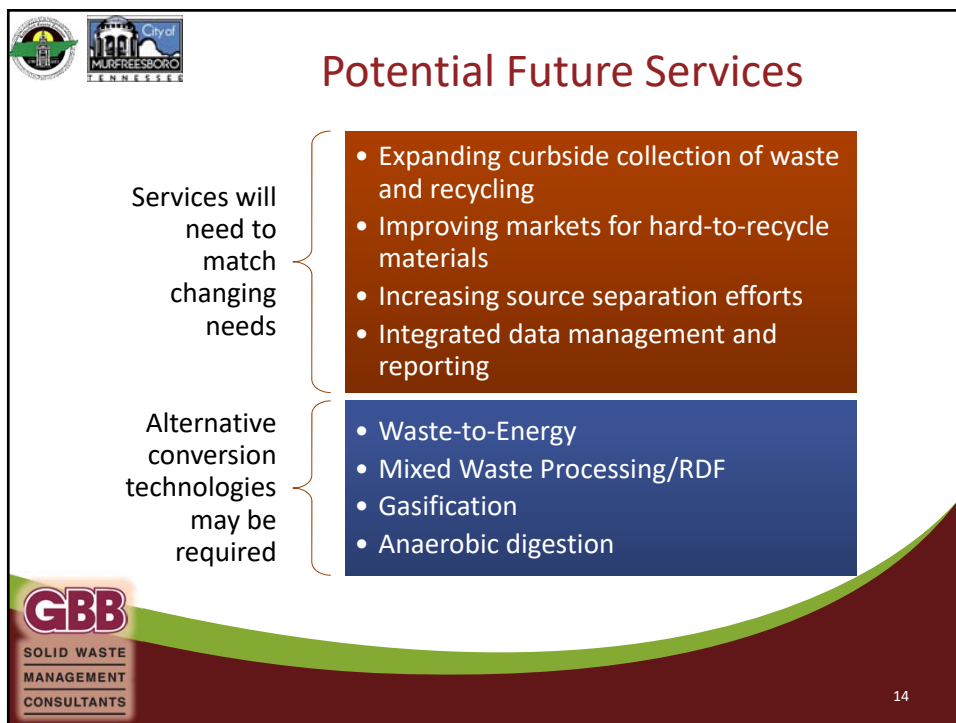 City of
MURFREESBORO
TENNESSEE
Potential Future Services
Services will
need to
match
changing
needs
• Expanding curbside collection of waste
and recycling
• Improving markets for hard-to-recycle
materials
• Increasing source separation efforts
• Integrated data management and
reporting
Alternative
conversion
technologies
may be
required
• Waste-to-Energy
• Mixed Waste Processing/RDF
• Gasification
• Anaerobic digestion
GBB
SOLID WASTE
MANAGEMENT
CONSULTANTS
14